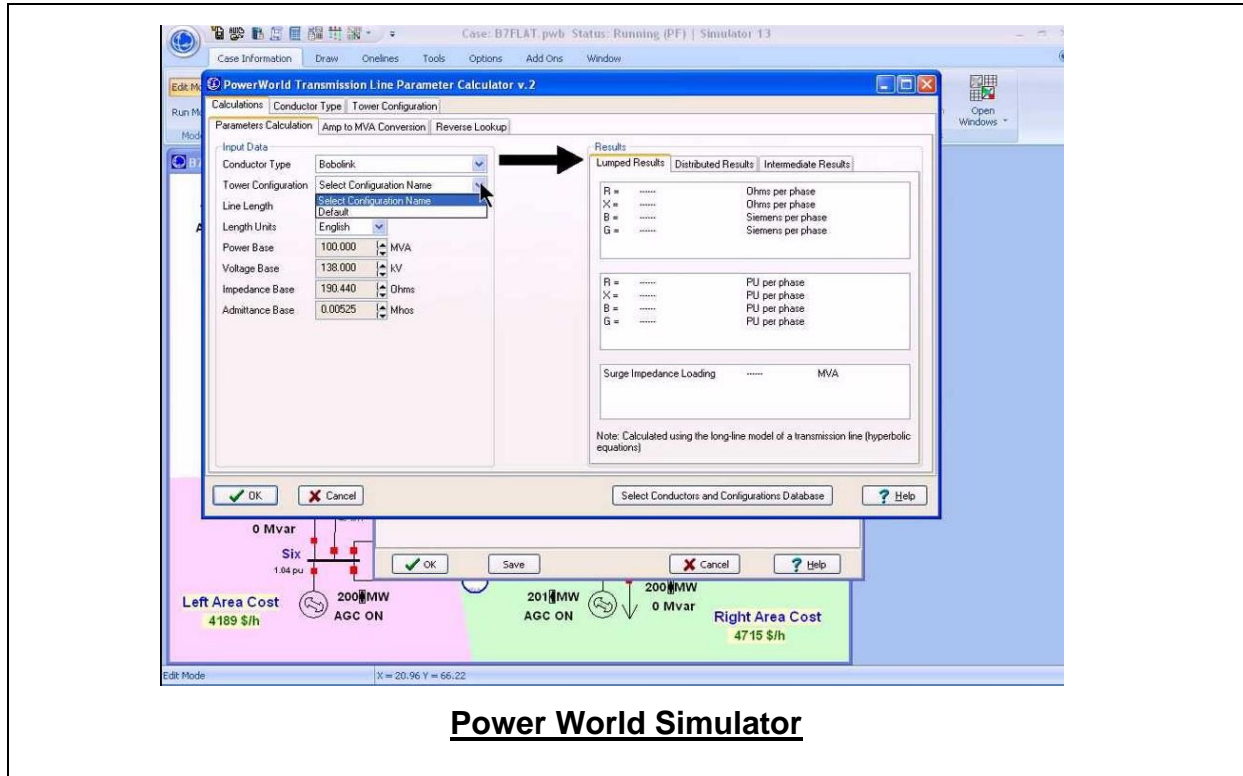 Case: B7FLAT.pwb Status: Running (PF) | Simulator 13
Case Information Draw Onelines Tools Options Add Ons Window
Edit Mo
PowerWorld Transmission Line Parameter Calculator v.2
Run Mo
Open
Windows
Mod
Calculations Conductor Type Tower Configuration
Parameters Calculation Amp to MVA Conversion Reverse Lookup
B7
Input Data
Conductor Type Bobolink
Tower Configuration Select Configuration Name
Select Configuration Name
Default
Line Length
Length Units English
Power Base 100.000 MVA
Voltage Base 138.000 kV
Impedance Base 190.440 Ohms
Admittance Base 0.00525 Mhos
Results
Lumped Results Distributed Results Intermediate Results
R = ------ Ohms per phase
X = ------ Ohms per phase
B = ------ Siemens per phase
G = ------ Siemens per phase
R = ------ PU per phase
X = ------ PU per phase
B = ------ PU per phase
G = ------ PU per phase
Surge Impedance Loading ------ MVA
Note: Calculated using the long-line model of a transmission line (hyperbolic
equations)
OK Cancel Select Conductors and Configurations Database ? Help
0 Mvar
Six
1.04 pu
OK Save Cancel ? Help
Left Area Cost
4189 $/h
200 MW
AGC ON
201 MW
AGC ON
200 MW
0 Mvar
Right Area Cost
4715 $/h
Edit Mode X = 20.96 Y = 66.22
Power World Simulator